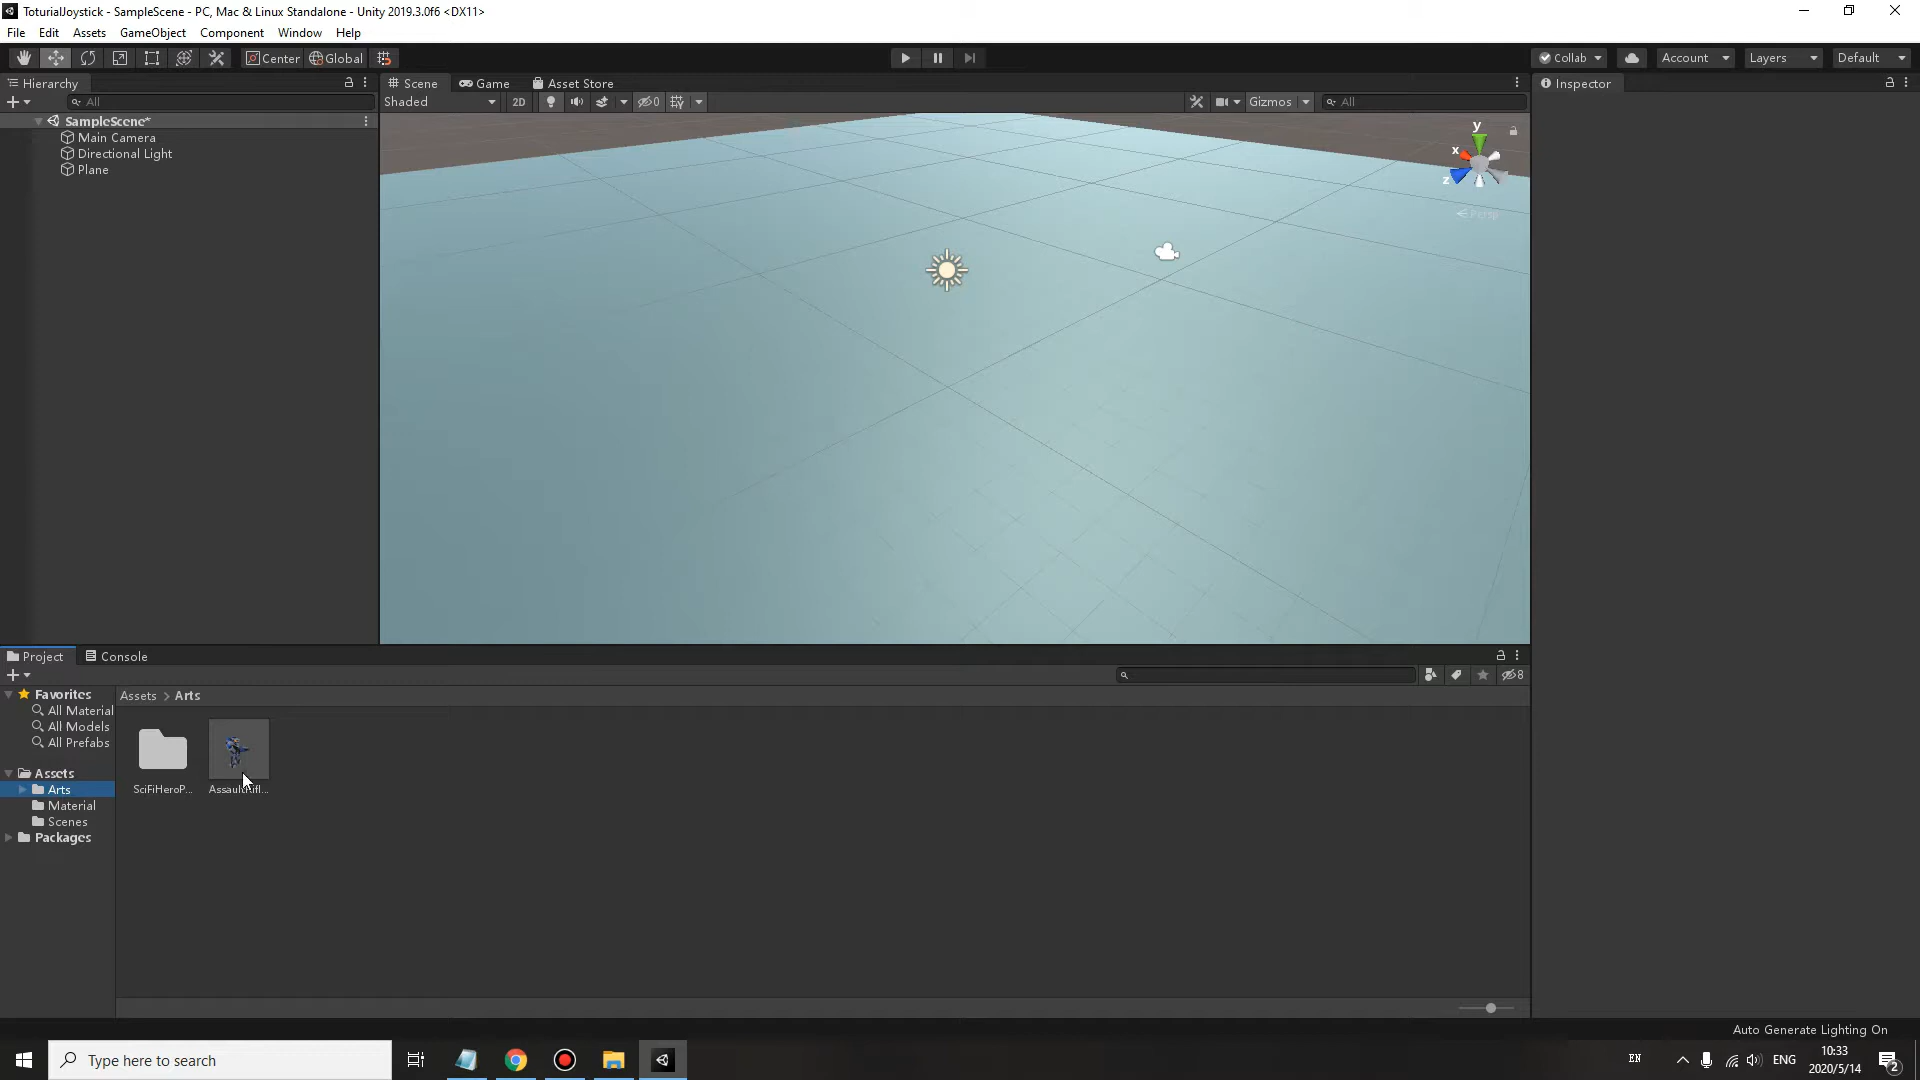 ToturialJoystick - SampleScene - PC, Mac & Linux Standalone - Unity 2019.3.0f6 <DX11>
File Edit Assets GameObject Component Window Help
Center Global Collab Account Layers Default
Hierarchy Scene Game Asset Store Inspector
All Shaded 2D 0 Gizmos All
SampleScene*
Main Camera
Directional Light
Plane
y
x
z
Persp
Project Console
8
Favorites Assets > Arts
All Material
All Models
All Prefabs
Assets
Arts SciFiHeroP...
Material
Scenes
Packages
Auto Generate Lighting On
Type here to search EN ENG 10:33
2020/5/14 2